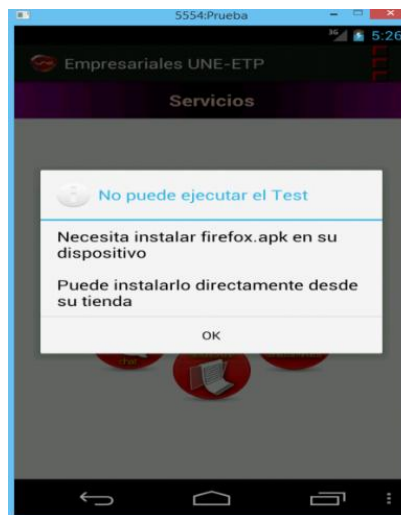 5554:Prueba
3G
5:26
Empresariales UNE-ETP
Servicios
No puede ejecutar el Test
Necesita instalar firefox.apk en su
dispositivo
Puede instalarlo directamente desde
su tienda
OK